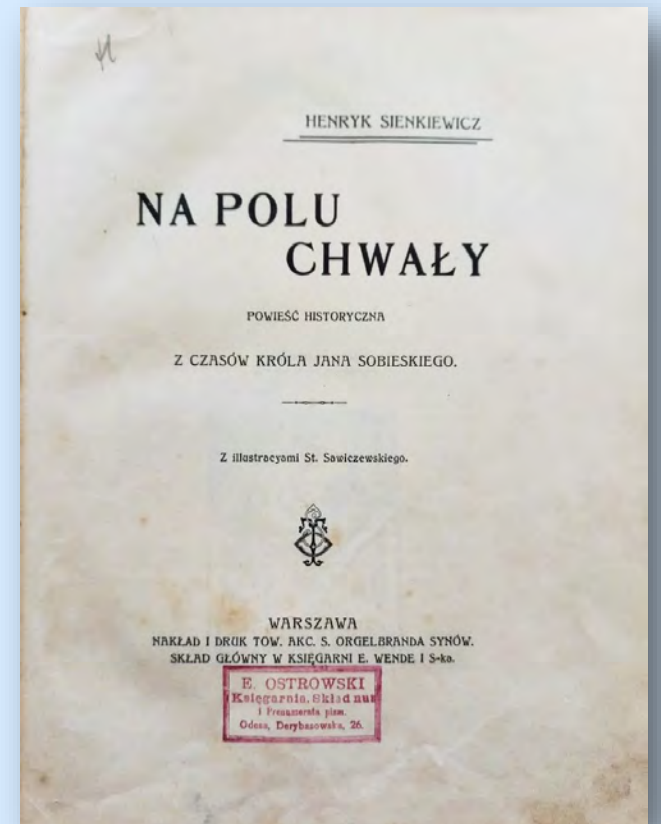 HENRYK SIENKIEWICZ
NA POLU
CHWAŁY
POWIEŚĆ HISTORYCZNA
Z CZASÓW KRÓLA JANA SOBIESKIEGO.
Z illustracyami St. Sawiczewskiego.
WARSZAWA
NAKŁAD I DRUK TOW. AKC. S. ORGELBRANDA SYNÓW.
SKŁAD GŁÓWNY W KSIĘGARNI E. WENDE I S-ka.
E. OSTROWSKI
Księgarnia, Skład nut
i Prenumerata pism.
Odesa, Derybasowska, 26.